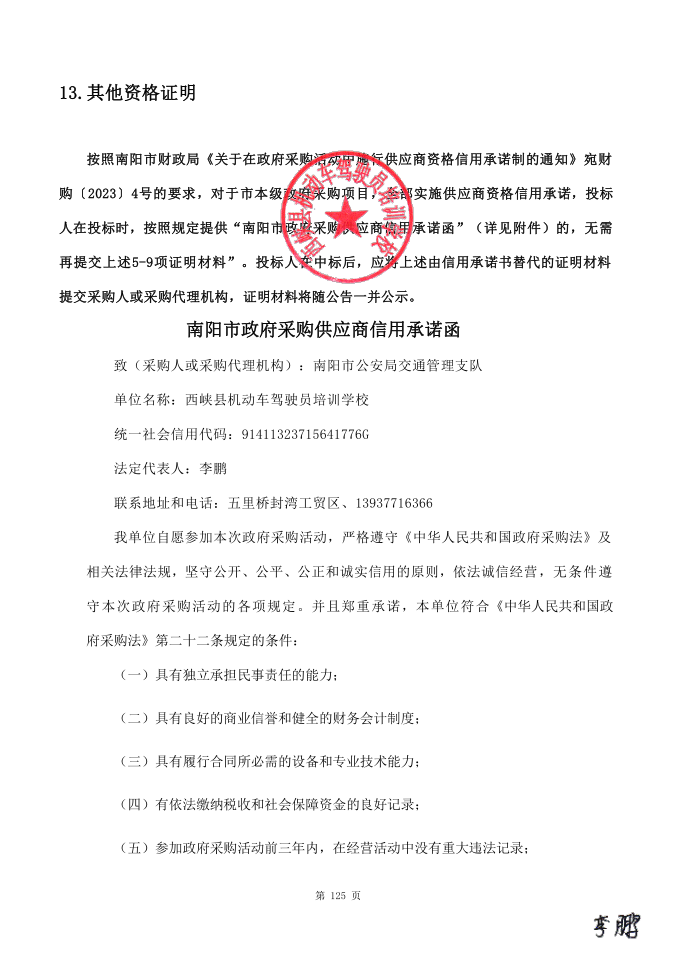 13.其他资格证明
按照南阳市财政局《关于在政府采购活动中施行供应商资格信用承诺制的通知》宛财
购〔2023〕4号的要求，对于市本级政府采购项目，全部实施供应商资格信用承诺，投标
人在投标时，按照规定提供“南阳市政府采购供应商信用承诺函”（详见附件）的，无需
再提交上述5-9项证明材料”。投标人在中标后，应将上述由信用承诺书替代的证明材料
提交采购人或采购代理机构，证明材料将随公告一并公示。
西峡县机动车驾驶员培训学校
南阳市政府采购供应商信用承诺函
致（采购人或采购代理机构）：南阳市公安局交通管理支队
单位名称：西峡县机动车驾驶员培训学校
统一社会信用代码：91411323715641776G
法定代表人：李鹏
联系地址和电话：五里桥封湾工贸区、13937716366
我单位自愿参加本次政府采购活动，严格遵守《中华人民共和国政府采购法》及
相关法律法规，坚守公开、公平、公正和诚实信用的原则，依法诚信经营，无条件遵
守本次政府采购活动的各项规定。并且郑重承诺，本单位符合《中华人民共和国政
府采购法》第二十二条规定的条件：
（一）具有独立承担民事责任的能力；
（二）具有良好的商业信誉和健全的财务会计制度；
（三）具有履行合同所必需的设备和专业技术能力；
（四）有依法缴纳税收和社会保障资金的良好记录；
（五）参加政府采购活动前三年内，在经营活动中没有重大违法记录；
第 125 页
李鹏